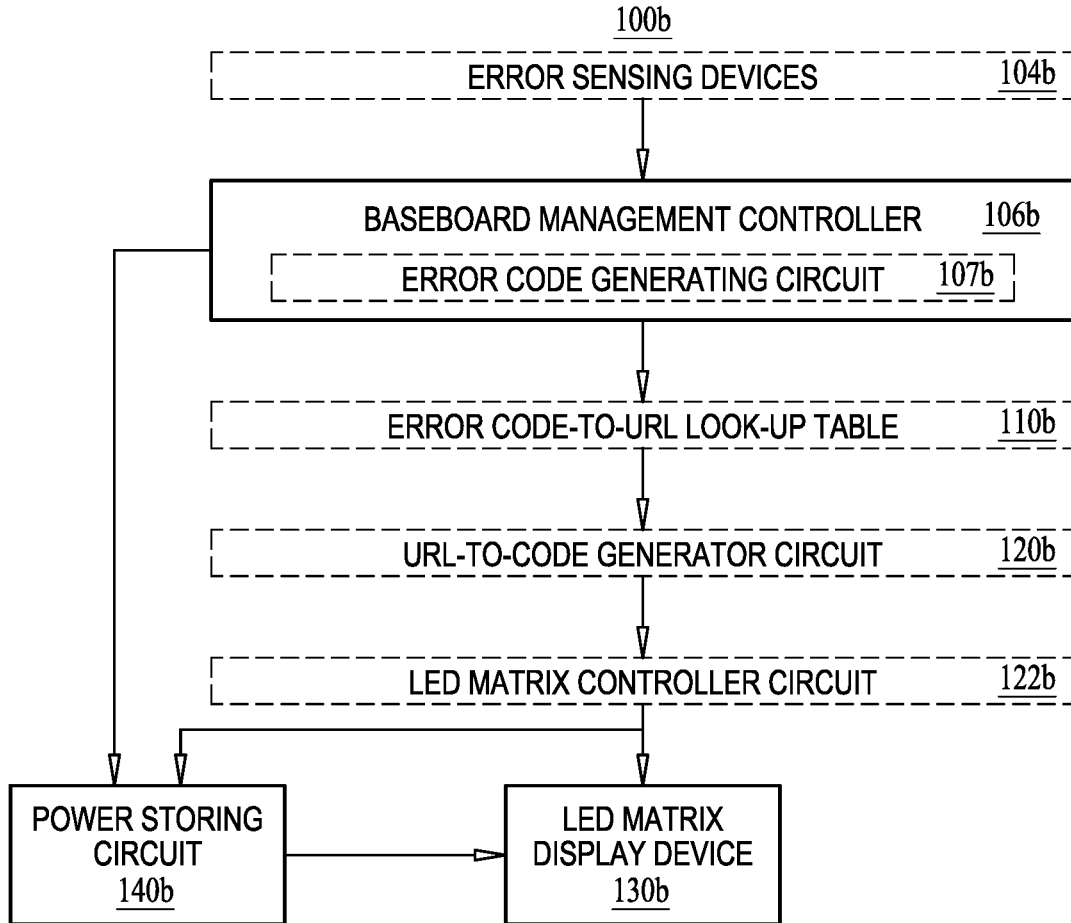 100b
ERROR SENSING DEVICES 104b
BASEBOARD MANAGEMENT CONTROLLER 106b
ERROR CODE GENERATING CIRCUIT 107b
ERROR CODE-TO-URL LOOK-UP TABLE 110b
URL-TO-CODE GENERATOR CIRCUIT 120b
LED MATRIX CONTROLLER CIRCUIT 122b
POWER STORING
CIRCUIT
140b
LED MATRIX
DISPLAY DEVICE
130b